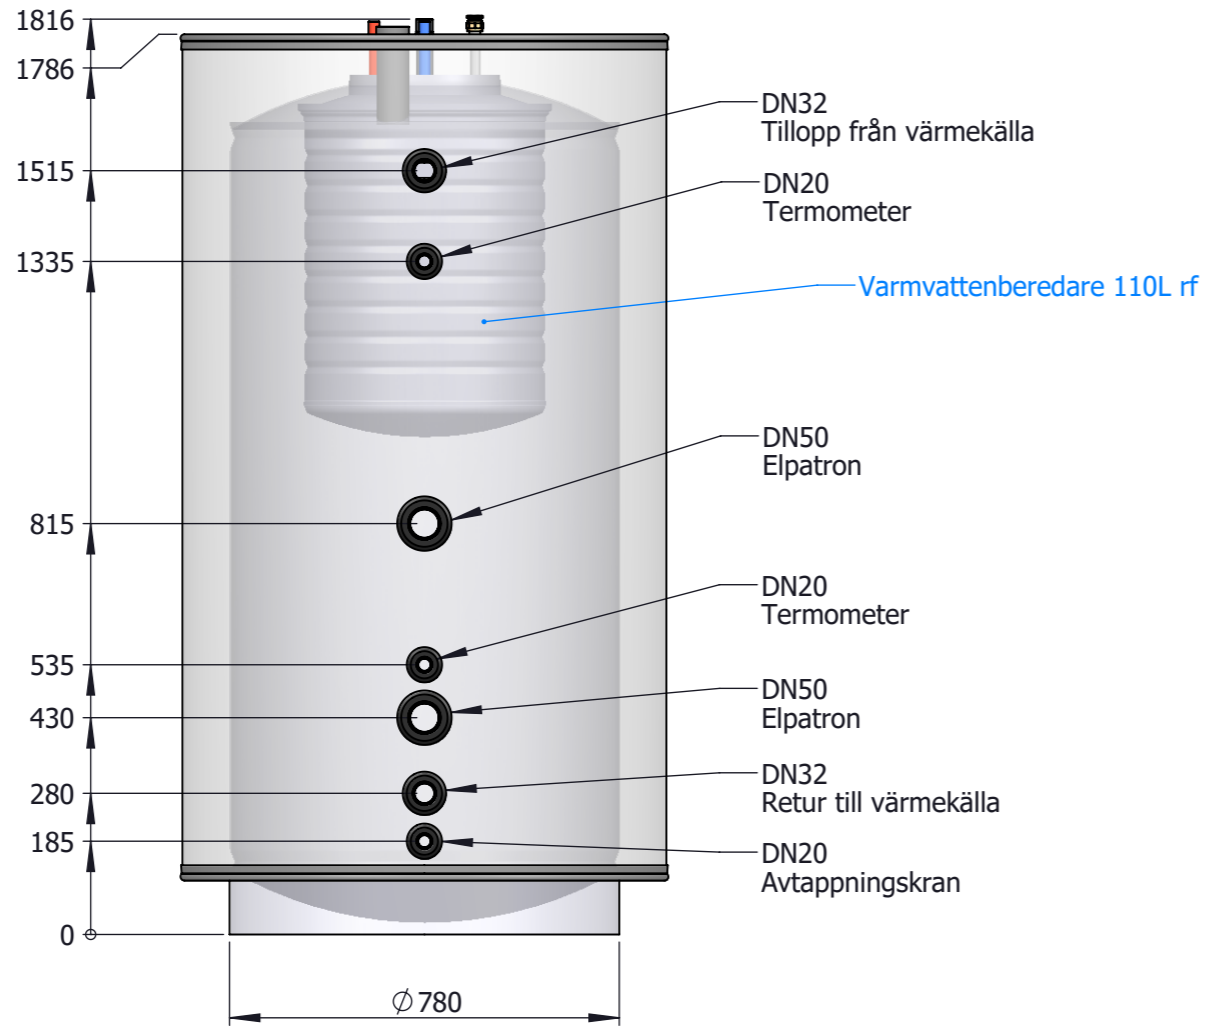 1816
1786
1515
1335
815
535
430
280
185
0
DN32
Tillopp från värmekälla
DN20
Termometer
Varmvattenberedare 110L rf
DN50
Elpatron
DN20
Termometer
DN50
Elpatron
DN32
Retur till värmekälla
DN20
Avtappningskran
∅780